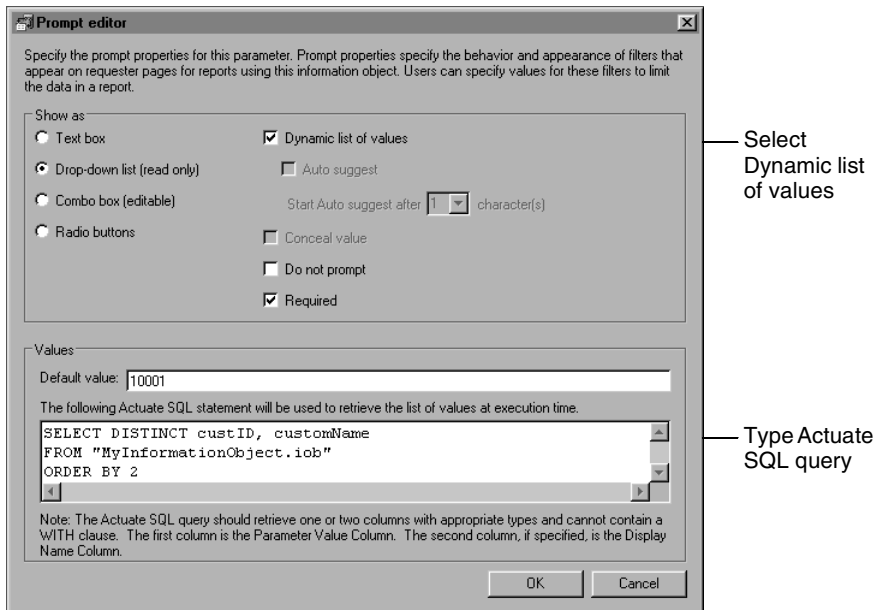 Prompt editor
Specify the prompt properties for this parameter. Prompt properties specify the behavior and appearance of filters that
appear on requester pages for reports using this information object. Users can specify values for these filters to limit
the data in a report.
Show as
Text box
Dynamic list of values
Drop-down list (read only)
Auto suggest
Combo box (editable)
Start Auto suggest after 1 character(s)
Radio buttons
Conceal value
Do not prompt
Required
Select
Dynamic list
of values
Values
Default value: 10001
The following Actuate SQL statement will be used to retrieve the list of values at execution time.
SELECT DISTINCT custID, customName
FROM "MyInformationObject.iob"
ORDER BY 2
Type Actuate
SQL query
Note: The Actuate SQL query should retrieve one or two columns with appropriate types and cannot contain a
WITH clause. The first column is the Parameter Value Column. The second column, if specified, is the Display
Name Column.
OK
Cancel